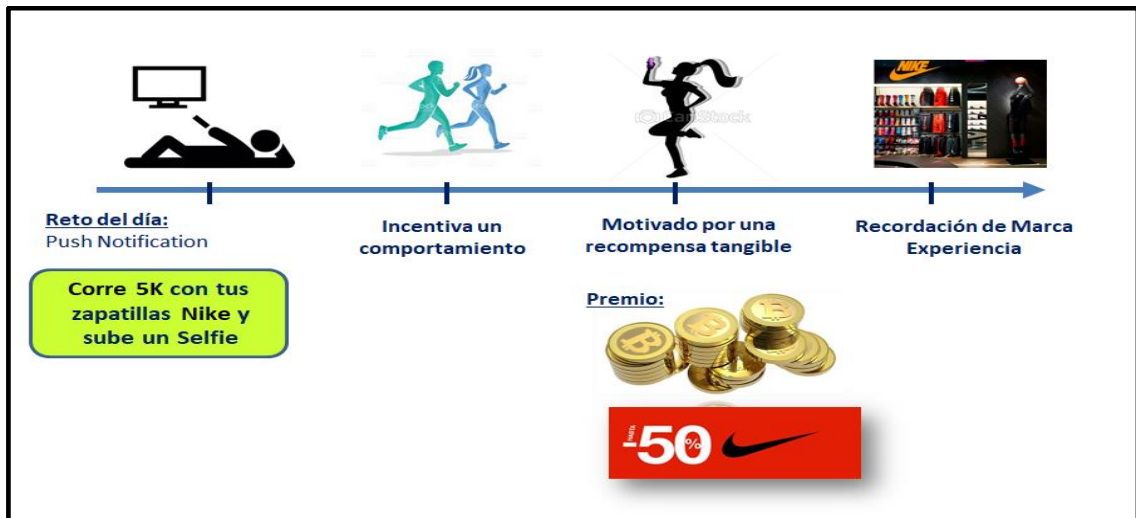 NIKE
Reto del día:
Push Notification
Corre 5K con tus
zapatillas Nike y
sube un Selfie
Incentiva un
comportamiento
Motivado por una
recompensa tangible
Premio:
HASTA
-50%
Recordación de Marca
Experiencia